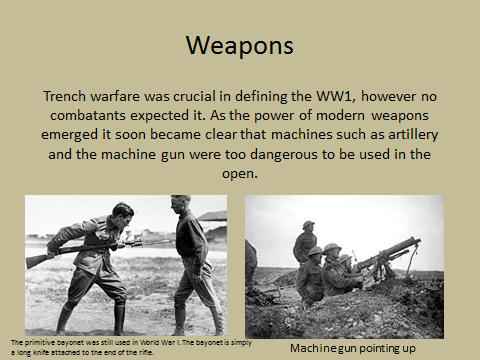 Weapons
Trench warfare was crucial in defining the WW1, however no
combatants expected it. As the power of modern weapons
emerged it soon became clear that machines such as artillery
and the machine gun were too dangerous to be used in the
open.
The primitive bayonet was still used in World War I. The bayonet is simply
a long knife attached to the end of the rifle.
Machine gun pointing up